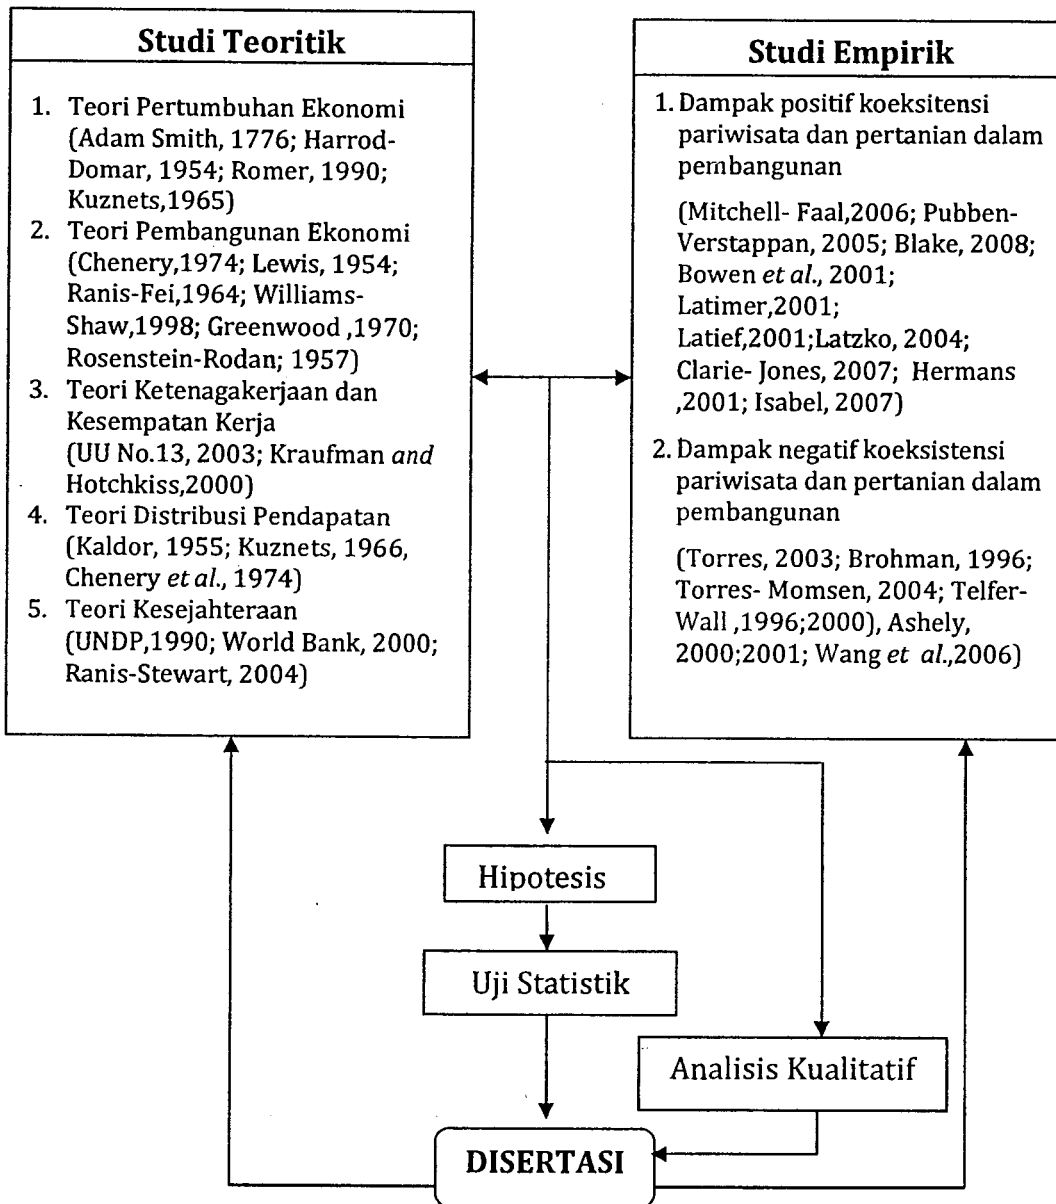 Studi Teoritik
1. Teori Pertumbuhan Ekonomi
(Adam Smith, 1776; Harrod-
Domar, 1954; Romer, 1990;
Kuznets,1965)
2. Teori Pembangunan Ekonomi
(Chenery,1974; Lewis, 1954;
Ranis-Fei,1964; Williams-
Shaw,1998; Greenwood ,1970;
Rosenstein-Rodan; 1957)
3. Teori Ketenagakerjaan dan
Kesempatan Kerja
(UU No.13, 2003; Kraufman and
Hotchkiss,2000)
4. Teori Distribusi Pendapatan
(Kaldor, 1955; Kuznets, 1966,
Chenery et al., 1974)
5. Teori Kesejahteraan
(UNDP,1990; World Bank, 2000;
Ranis-Stewart, 2004)
Studi Empirik
1. Dampak positif koeksitensi
pariwisata dan pertanian dalam
pembangunan
(Mitchell- Faal,2006; Pubben-
Verstappan, 2005; Blake, 2008;
Bowen et al., 2001;
Latimer,2001;
Latief,2001;Latzko, 2004;
Clarie- Jones, 2007; Hermans
,2001; Isabel, 2007)
2. Dampak negatif koeksistensi
pariwisata dan pertanian dalam
pembangunan
(Torres, 2003; Brohman, 1996;
Torres- Momsen, 2004; Telfer-
Wall ,1996;2000), Ashely,
2000;2001; Wang et al.,2006)
Hipotesis
Uji Statistik
Analisis Kualitatif
DISERTASI